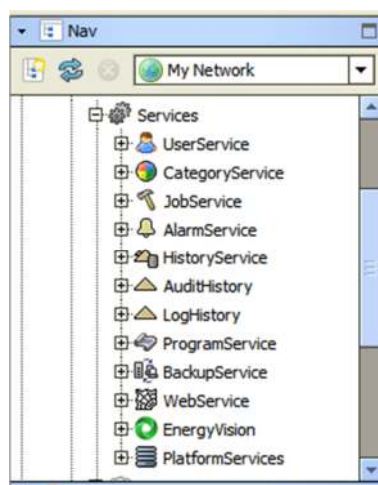 Nav
My Network
Services
UserService
CategoryService
JobService
AlarmService
HistoryService
AuditHistory
LogHistory
ProgramService
BackupService
WebService
EnergyVision
PlatformServices